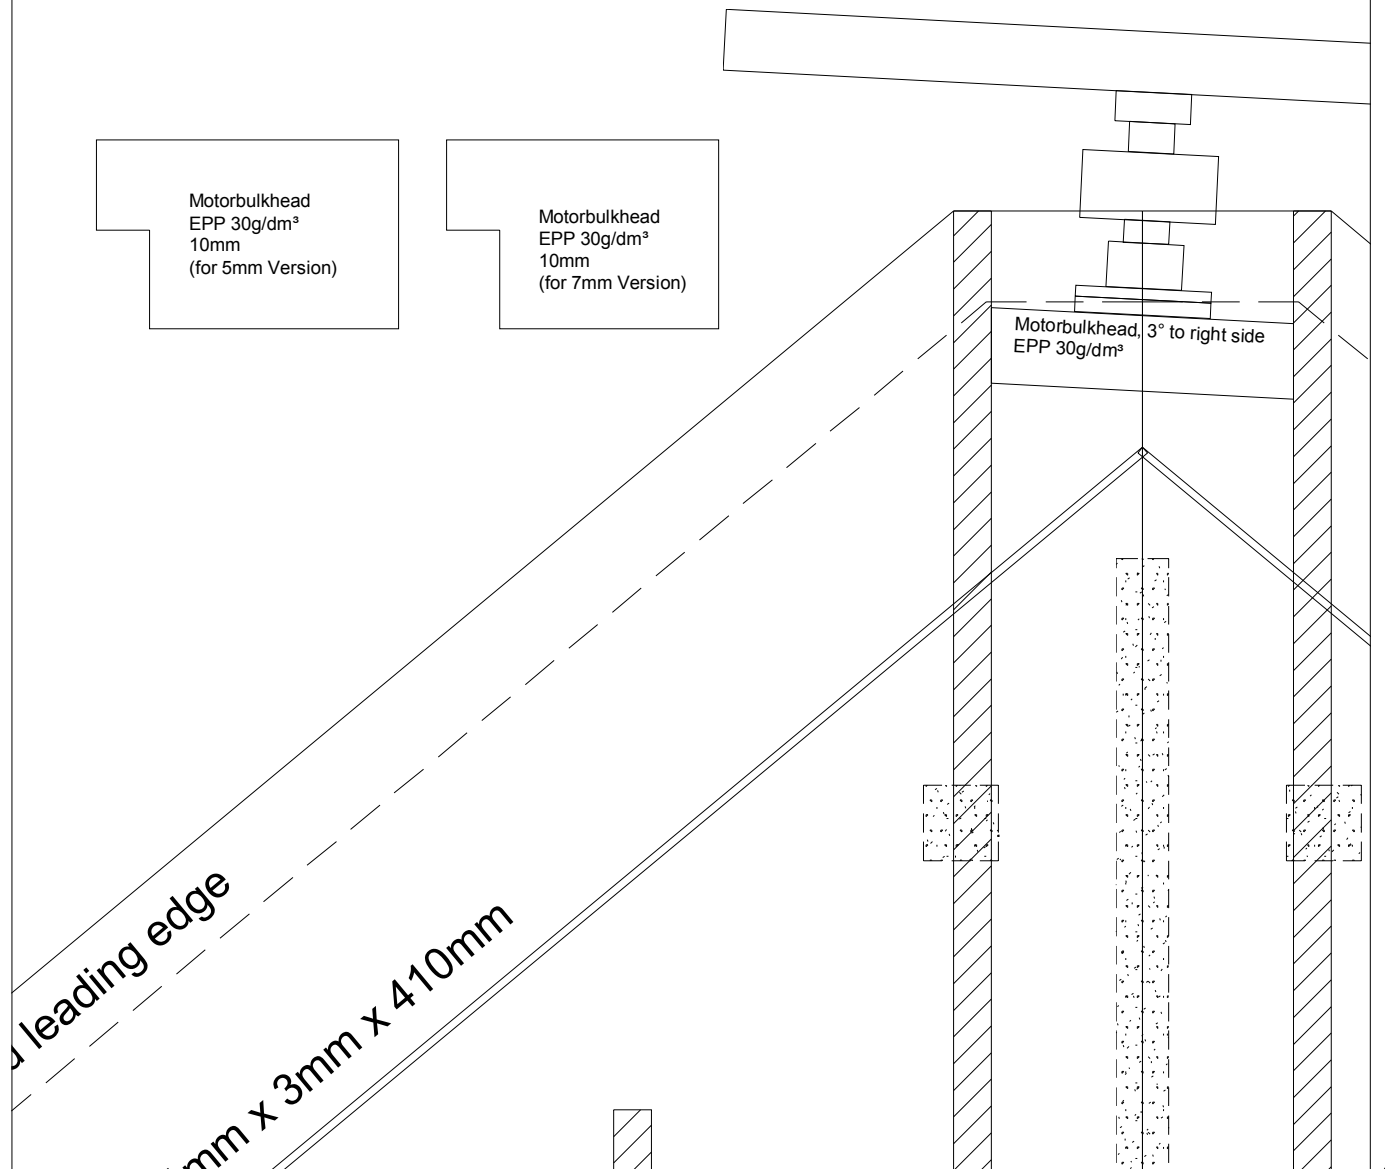 Motorbulkhead
EPP 30g/dm³
10mm
(for 5mm Version)
Motorbulkhead
EPP 30g/dm³
10mm
(for 7mm Version)
Motorbulkhead, 3° to right side
EPP 30g/dm³
leading edge
mm x 3mm x 410mm